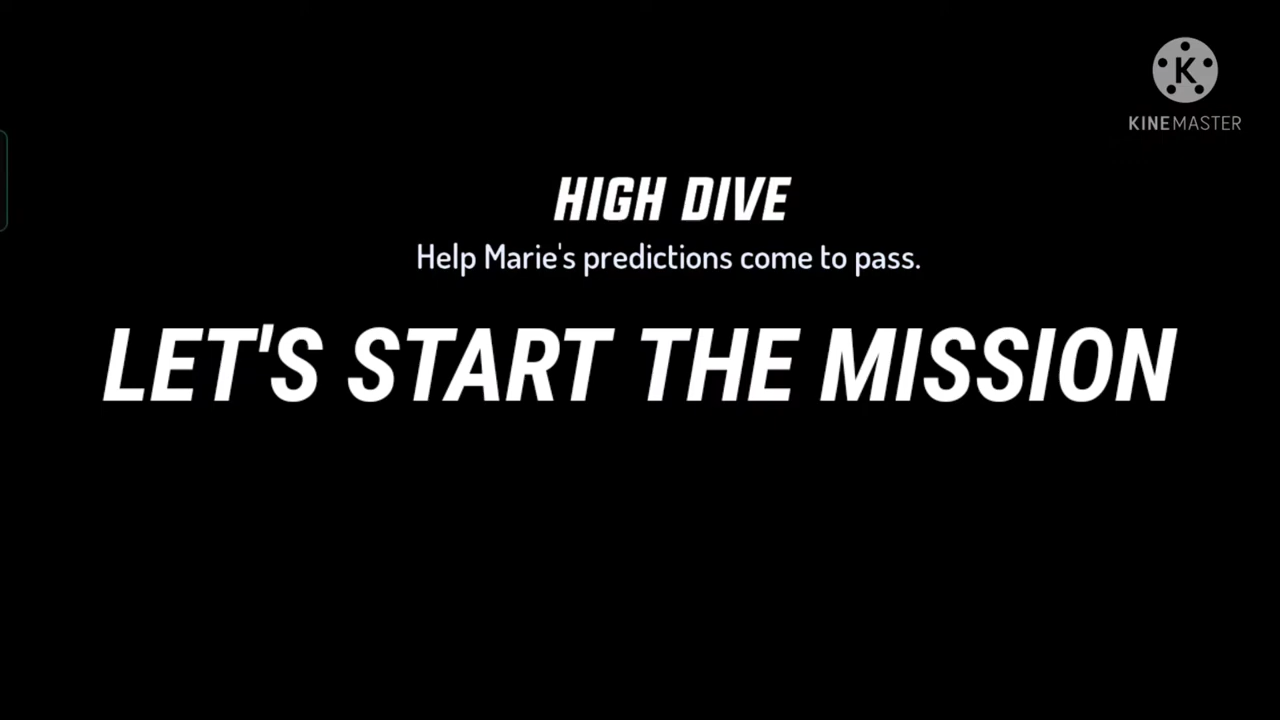 K
KINEMASTER
HIGH DIVE
Help Marie's predictions come to pass.
LET'S START THE MISSION